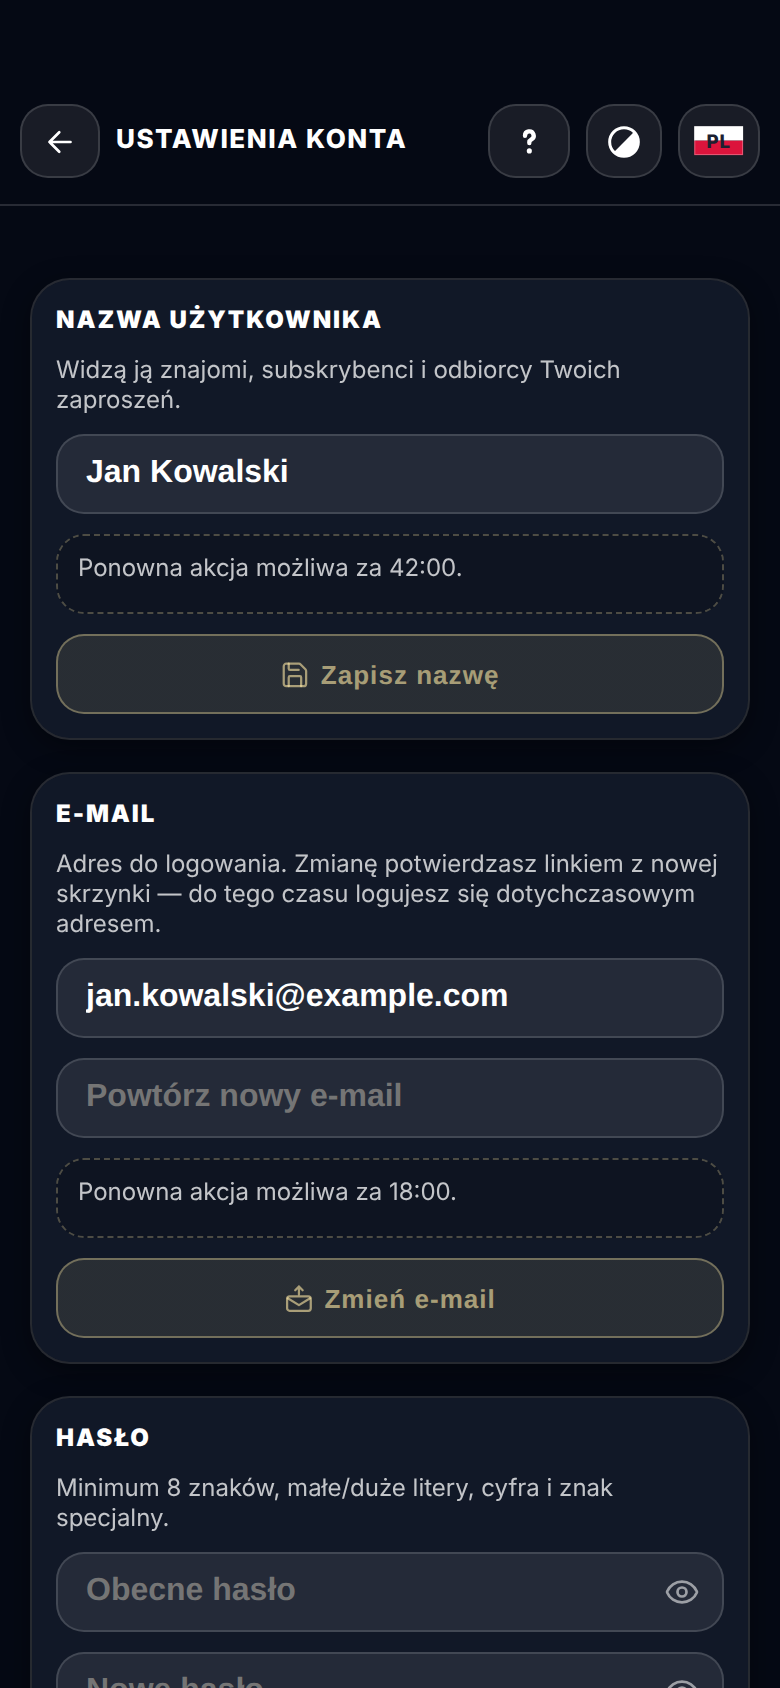 USTAWIENIA KONTA
?
PL
NAZWA UŻYTKOWNIKA
Widzą ją znajomi, subskrybenci i odbiorcy Twoich
zaproszeń.
Jan Kowalski
Ponowna akcja możliwa za 42:00.
Zapisz nazwę
E-MAIL
Adres do logowania. Zmianę potwierdzasz linkiem z nowej
skrzynki — do tego czasu logujesz się dotychczasowym
adresem.
jan.kowalski@example.com
Powtórz nowy e-mail
Ponowna akcja możliwa za 18:00.
Zmień e-mail
HASŁO
Minimum 8 znaków, małe/duże litery, cyfra i znak
specjalny.
Obecne hasło
Nowe hasło